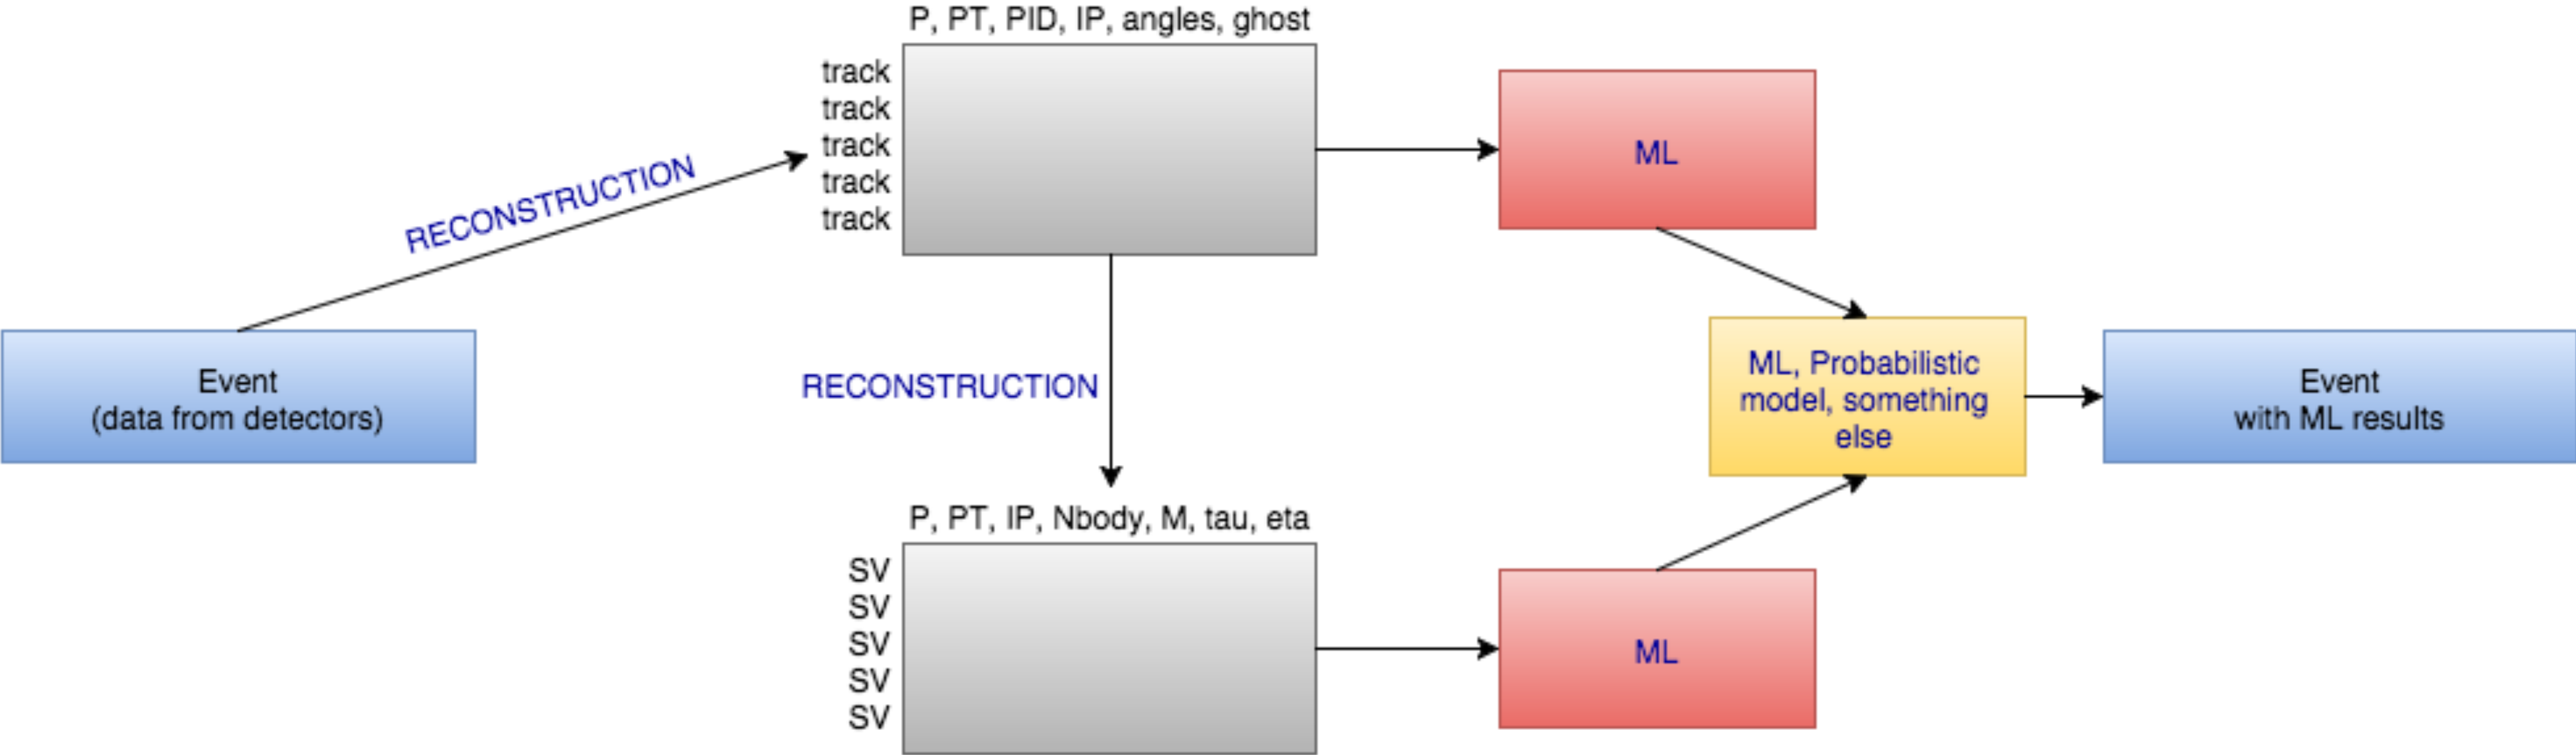 P, PT, PID, IP, angles, ghost
track
track
track
track
track
ML
RECONSTRUCTION
Event
(data from detectors)
RECONSTRUCTION
ML, Probabilistic
model, something
else
Event
with ML results
P, PT, IP, Nbody, M, tau, eta
SV
SV
SV
SV
SV
ML